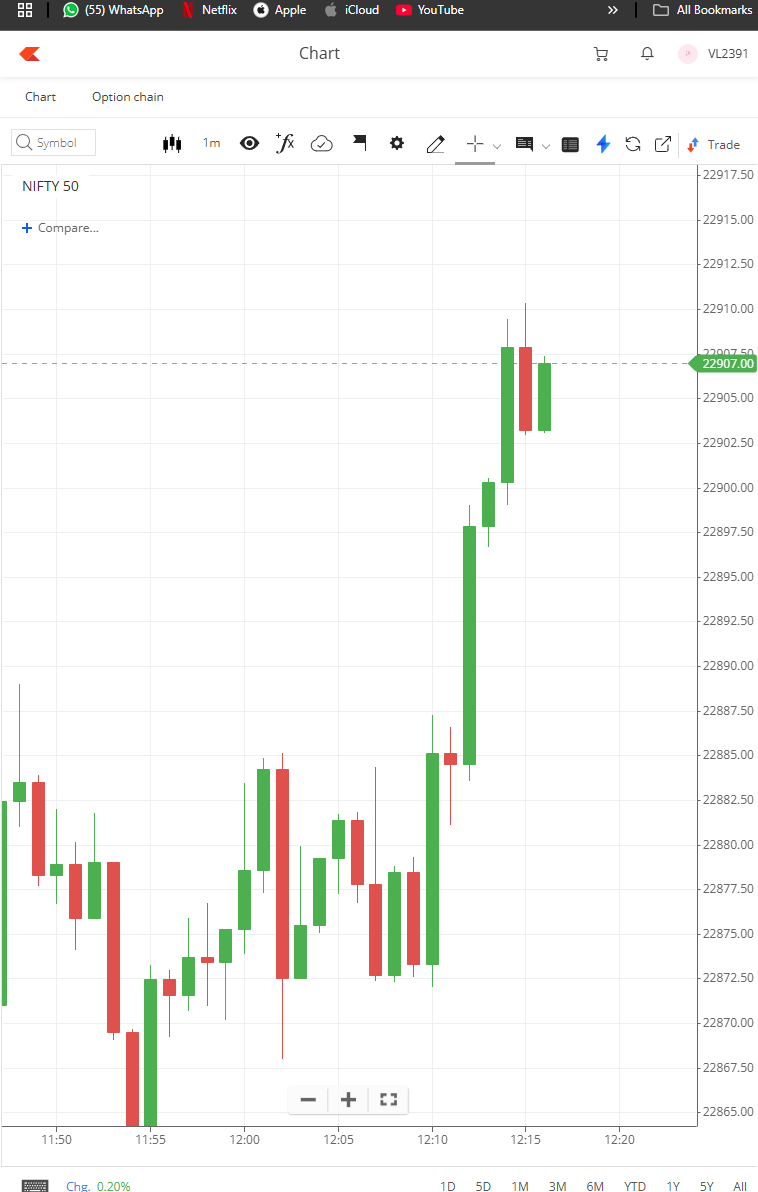 (55) WhatsApp Netflix Apple iCloud YouTube » All Bookmarks
Chart VL2391
Chart Option chain
Symbol 1m Trade
NIFTY 50
+ Compare...
22917.50
22915.00
22912.50
22910.00
22907.50
22907.00
22905.00
22902.50
22900.00
22897.50
22895.00
22892.50
22890.00
22887.50
22885.00
22882.50
22880.00
22877.50
22875.00
22872.50
22870.00
22867.50
22865.00
11:50 11:55 12:00 12:05 12:10 12:15 12:20
Chg. 0.20% 1D 5D 1M 3M 6M YTD 1Y 5Y All